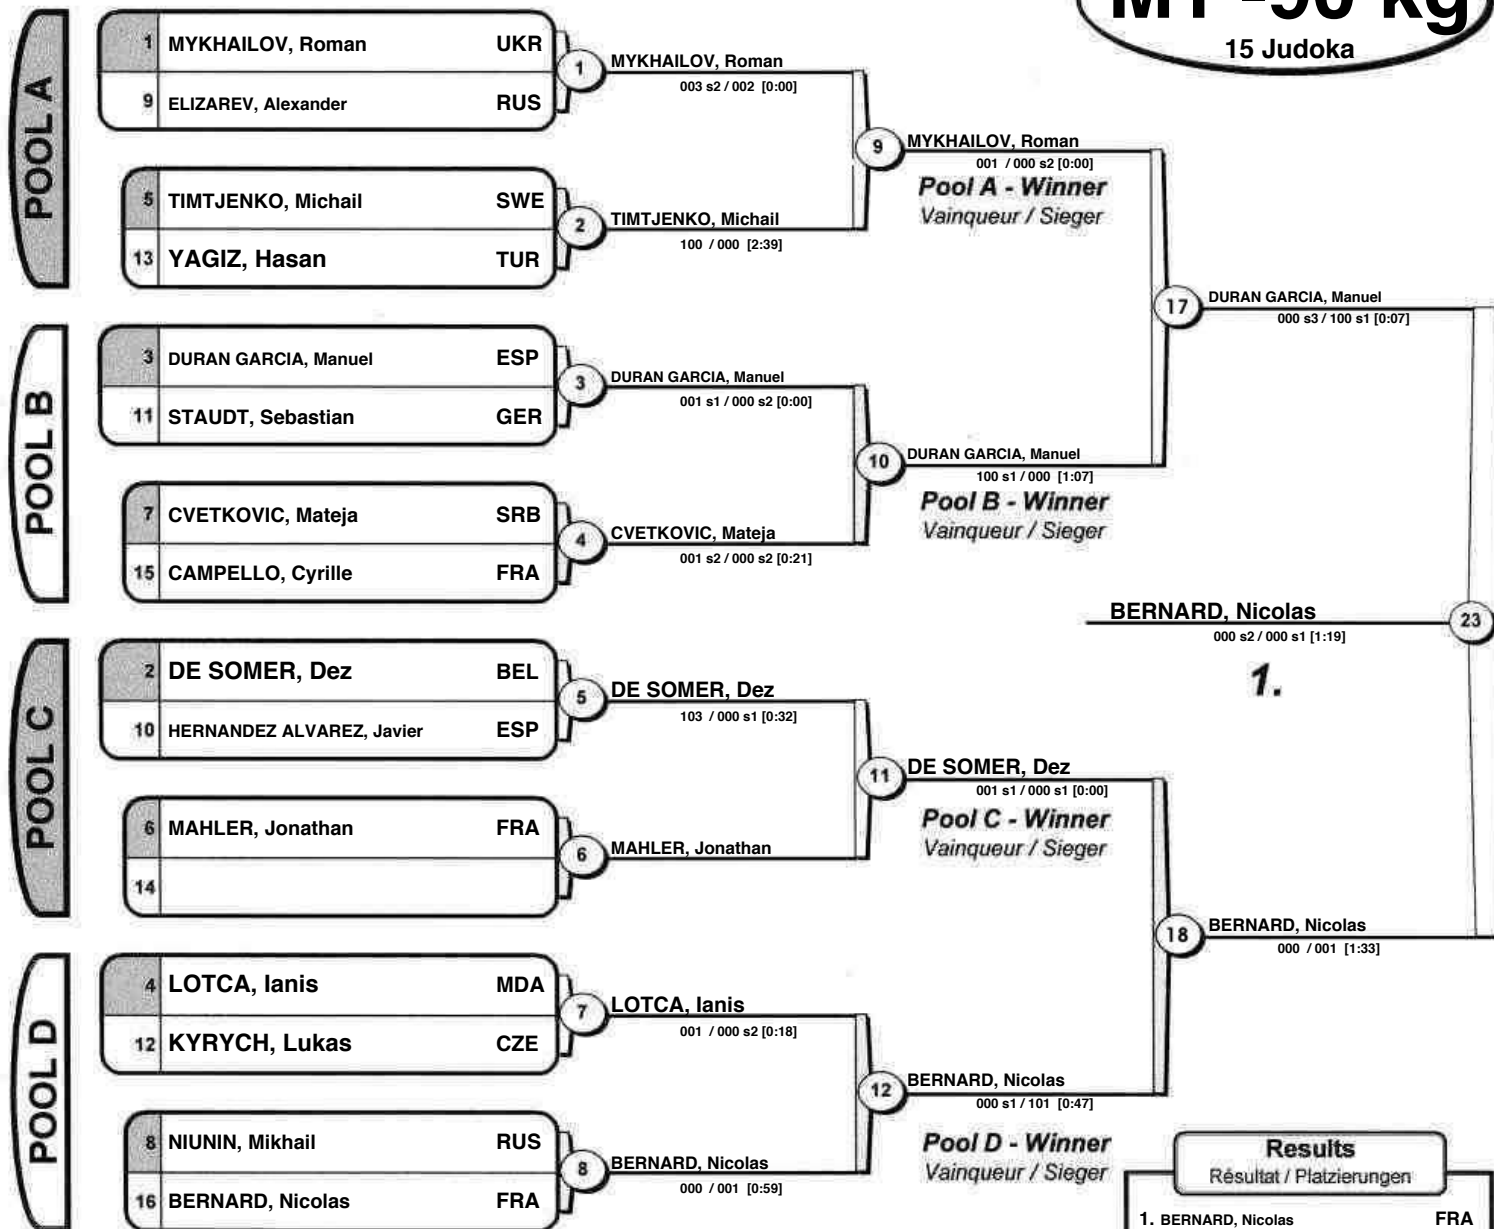 M1 -90 kg
15 Judoka
POOL A
1 MYKHAILOV, Roman UKR
9 ELIZAREV, Alexander RUS
1
MYKHAILOV, Roman
003 s2 / 002 [0:00]
5 TIMTJENKO, Michail SWE
13 YAGIZ, Hasan TUR
2
TIMTJENKO, Michail
100 / 000 [2:39]
9
MYKHAILOV, Roman
001 / 000 s2 [0:00]
Pool A - Winner
Vainqueur / Sieger
POOL B
3 DURAN GARCIA, Manuel ESP
11 STAUDT, Sebastian GER
3
DURAN GARCIA, Manuel
001 s1 / 000 s2 [0:00]
7 CVETKOVIC, Mateja SRB
15 CAMPELLO, Cyrille FRA
4
CVETKOVIC, Mateja
001 s2 / 000 s2 [0:21]
10
DURAN GARCIA, Manuel
100 s1 / 000 [1:07]
Pool B - Winner
Vainqueur / Sieger
17
DURAN GARCIA, Manuel
000 s3 / 100 s1 [0:07]
POOL C
2 DE SOMER, Dez BEL
10 HERNANDEZ ALVAREZ, Javier ESP
5
DE SOMER, Dez
103 / 000 s1 [0:32]
6 MAHLER, Jonathan FRA
14
6
MAHLER, Jonathan
11
DE SOMER, Dez
001 s1 / 000 s1 [0:00]
Pool C - Winner
Vainqueur / Sieger
POOL D
4 LOTCA, Ianis MDA
12 KYRYCH, Lukas CZE
7
LOTCA, Ianis
001 / 000 s2 [0:18]
8 NIUNIN, Mikhail RUS
16 BERNARD, Nicolas FRA
8
BERNARD, Nicolas
000 / 001 [0:59]
12
BERNARD, Nicolas
000 s1 / 101 [0:47]
Pool D - Winner
Vainqueur / Sieger
18
BERNARD, Nicolas
000 / 001 [1:33]
23
BERNARD, Nicolas
000 s2 / 000 s1 [1:19]
1.
Results
Résultat / Platzierungen
1. BERNARD, Nicolas FRA